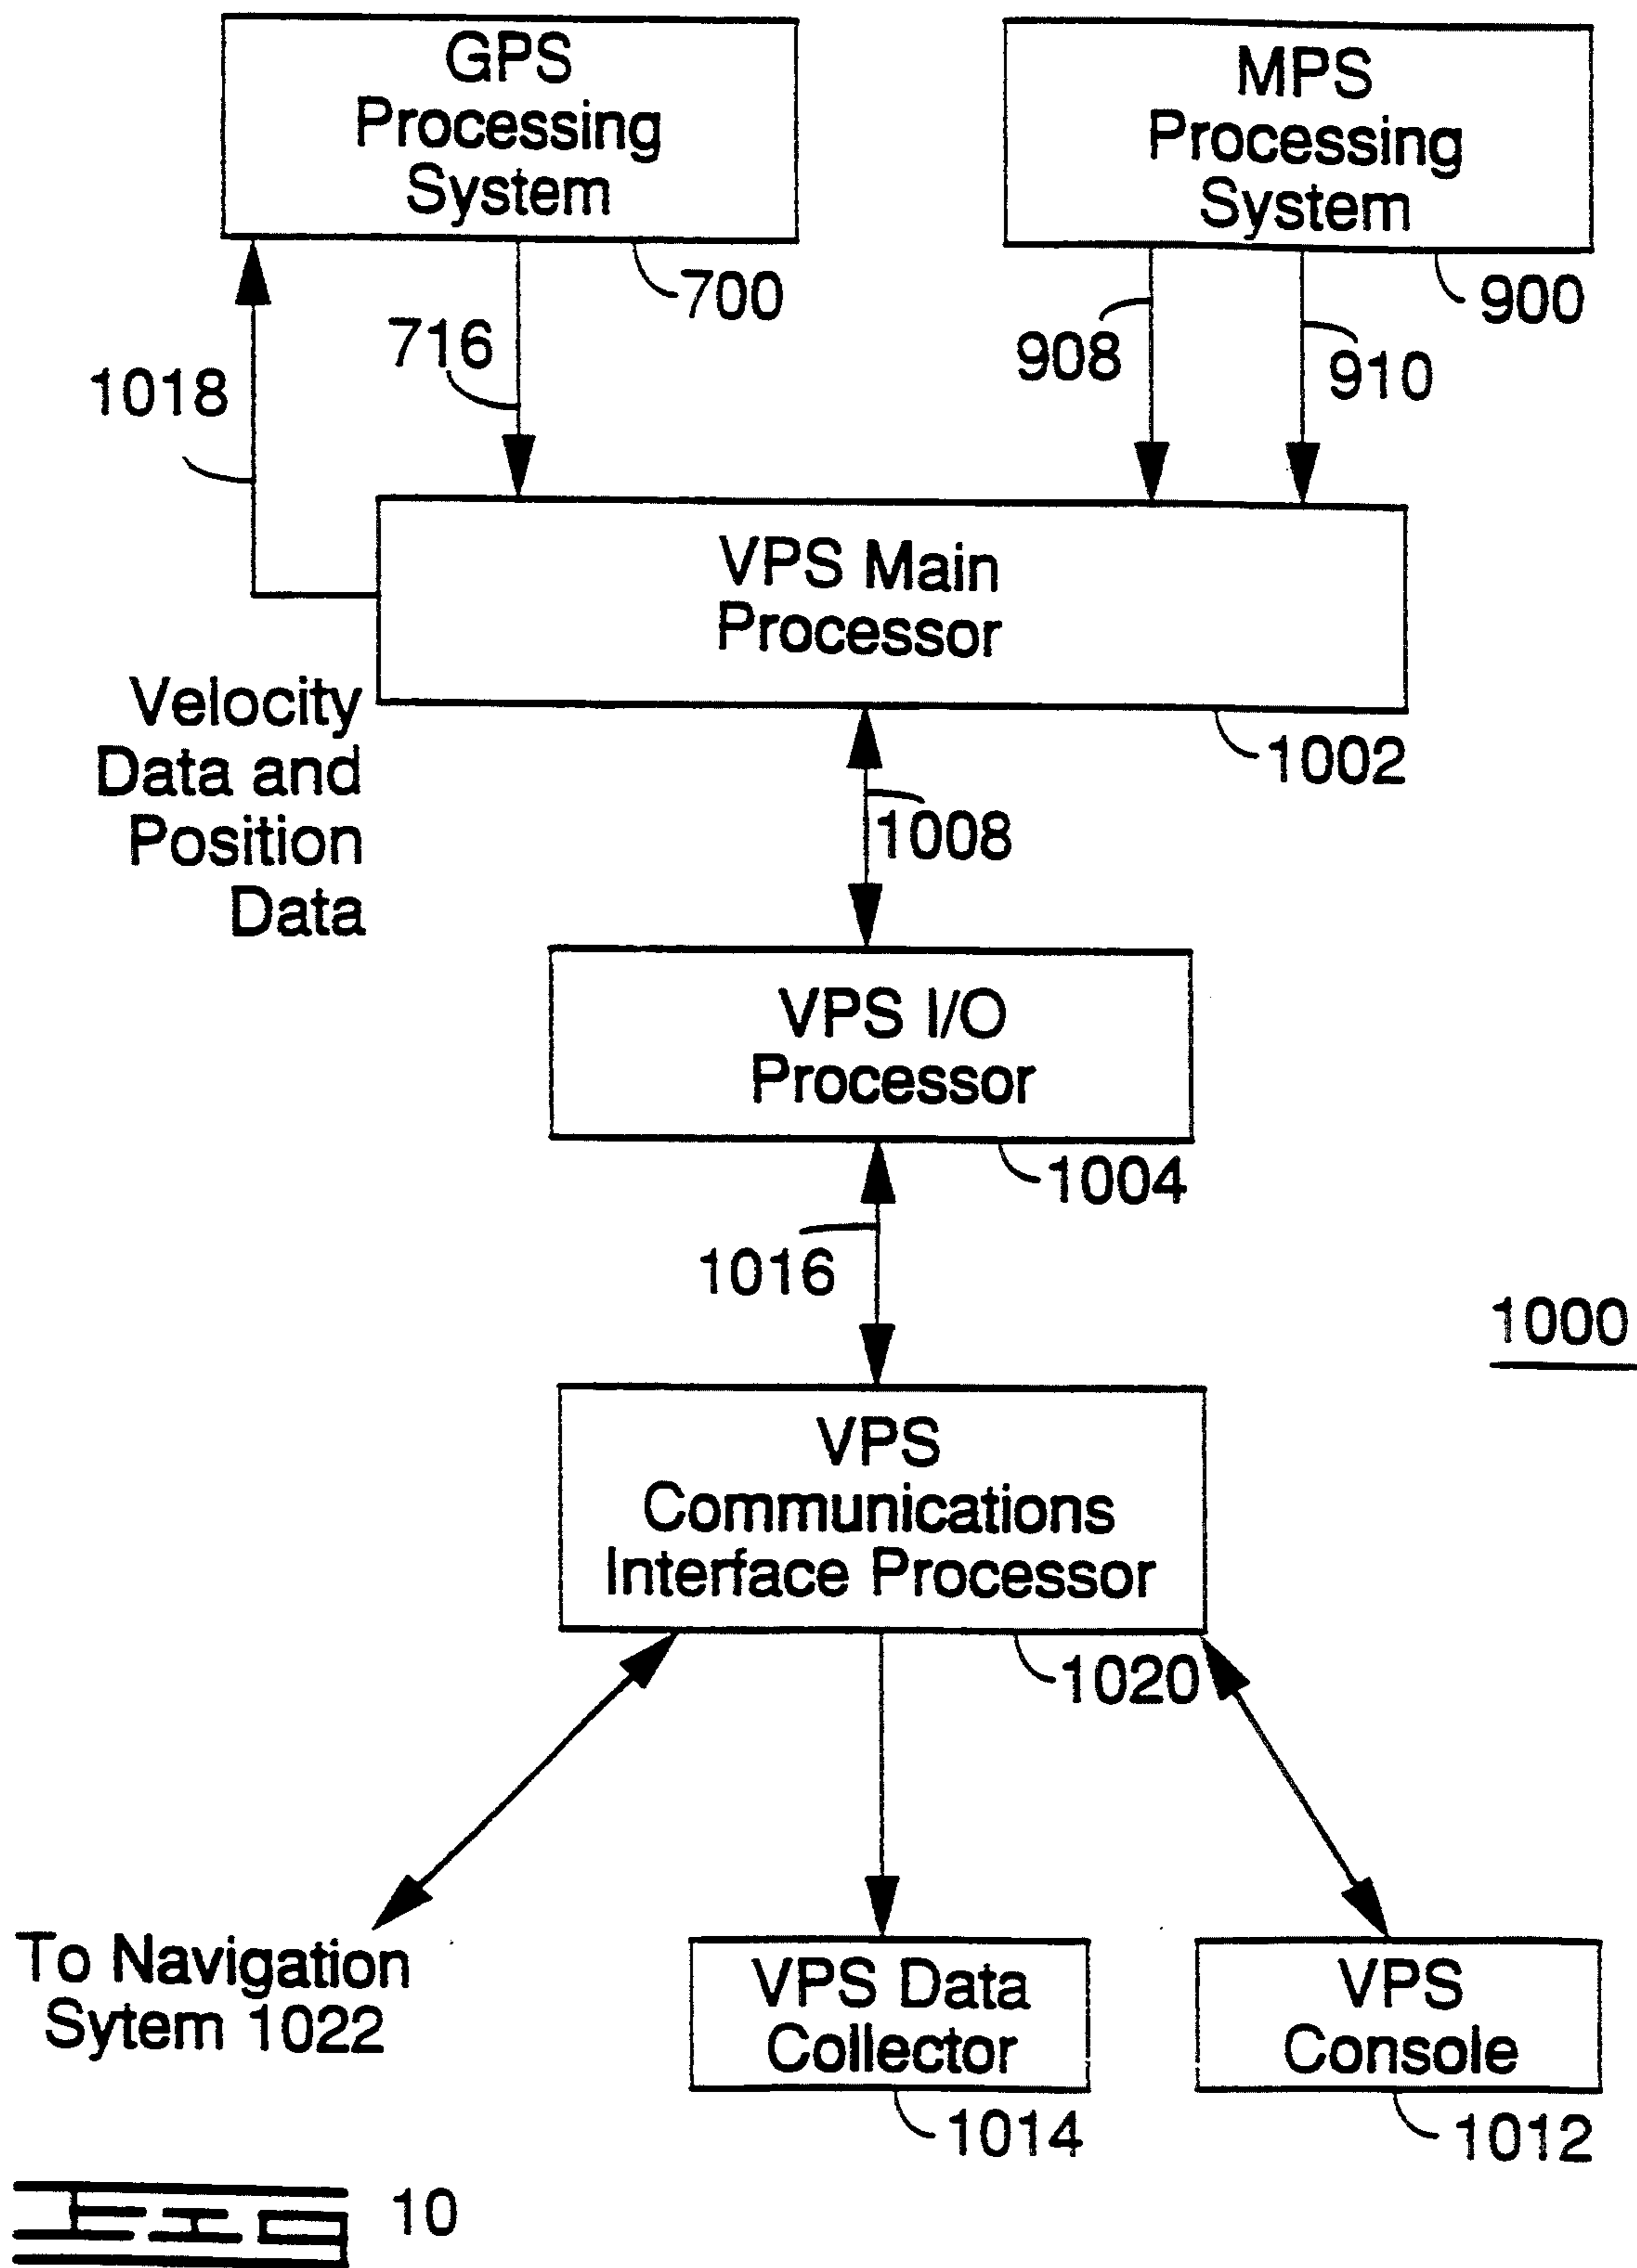 GPS
Processing
System
MPS
Processing
System
700
900
716
908
910
1018
VPS Main
Processor
1002
Velocity
Data and
Position
Data
1008
VPS I/O
Processor
1004
1016
1000
VPS
Communications
Interface Processor
1020
To Navigation
Sytem 1022
VPS Data
Collector
VPS
Console
1014
1012
FIG 10